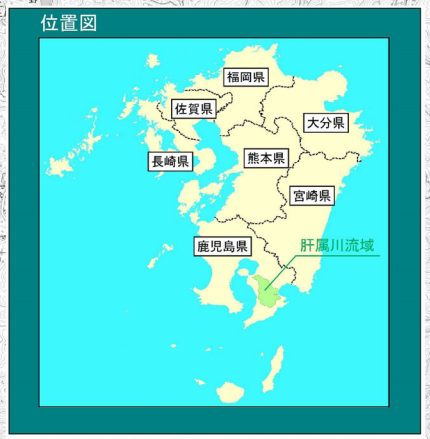 位置図
福岡県
佐賀県
大分県
長崎県
熊本県
宮崎県
鹿児島県
肝属川流域